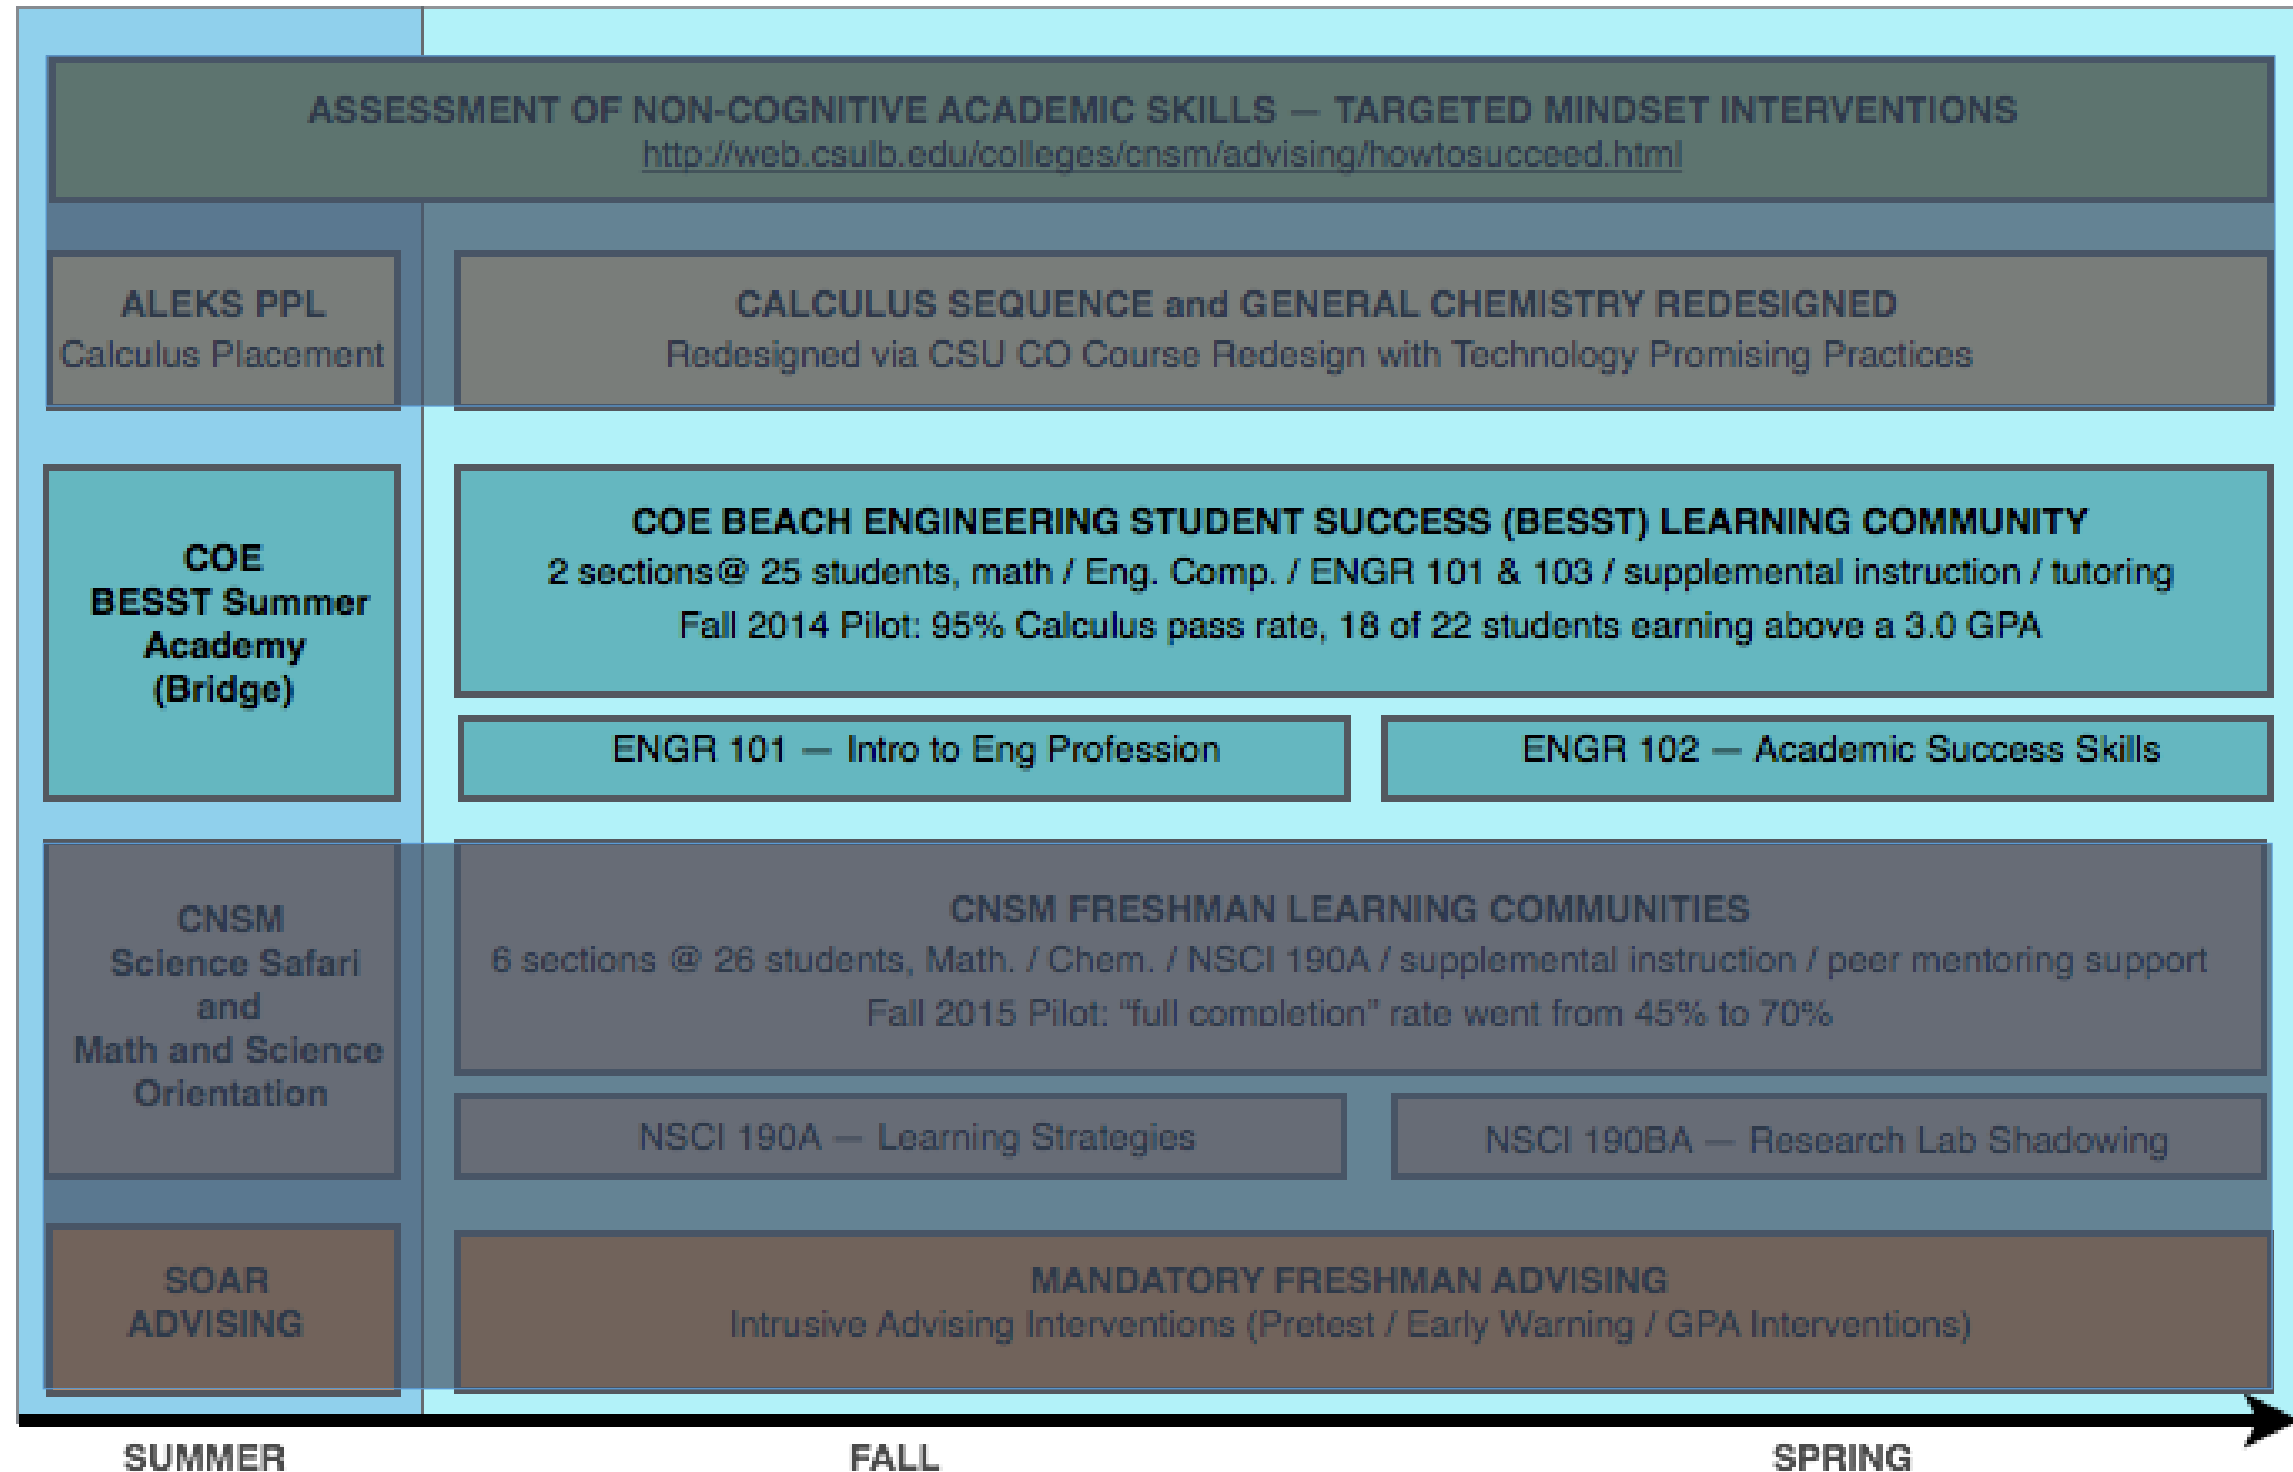 ASSESSMENT OF NON-COGNITIVE ACADEMIC SKILLS — TARGETED MINDSET INTERVENTIONS
http://web.csulb.edu/colleges/cnsm/advising/howtosucceed.html
ALEKS PPL
Calculus Placement
CALCULUS SEQUENCE and GENERAL CHEMISTRY REDESIGNED
Redesigned via CSU CO Course Redesign with Technology Promising Practices
COE
BESST Summer
Academy
(Bridge)
COE BEACH ENGINEERING STUDENT SUCCESS (BESST) LEARNING COMMUNITY
2 sections@ 25 students, math / Eng. Comp. / ENGR 101 & 103 / supplemental instruction / tutoring
Fall 2014 Pilot: 95% Calculus pass rate, 18 of 22 students earning above a 3.0 GPA
ENGR 101 — Intro to Eng Profession
ENGR 102 — Academic Success Skills
CNSM
Science Safari
and
Math and Science
Orientation
CNSM FRESHMAN LEARNING COMMUNITIES
6 sections @ 26 students, Math. / Chem. / NSCI 190A / supplemental instruction / peer mentoring support
Fall 2015 Pilot: “full completion” rate went from 45% to 70%
NSCI 190A — Learning Strategies
NSCI 190BA — Research Lab Shadowing
SOAR
ADVISING
MANDATORY FRESHMAN ADVISING
Intrusive Advising Interventions (Pretest / Early Warning / GPA Interventions)
SUMMER
FALL
SPRING